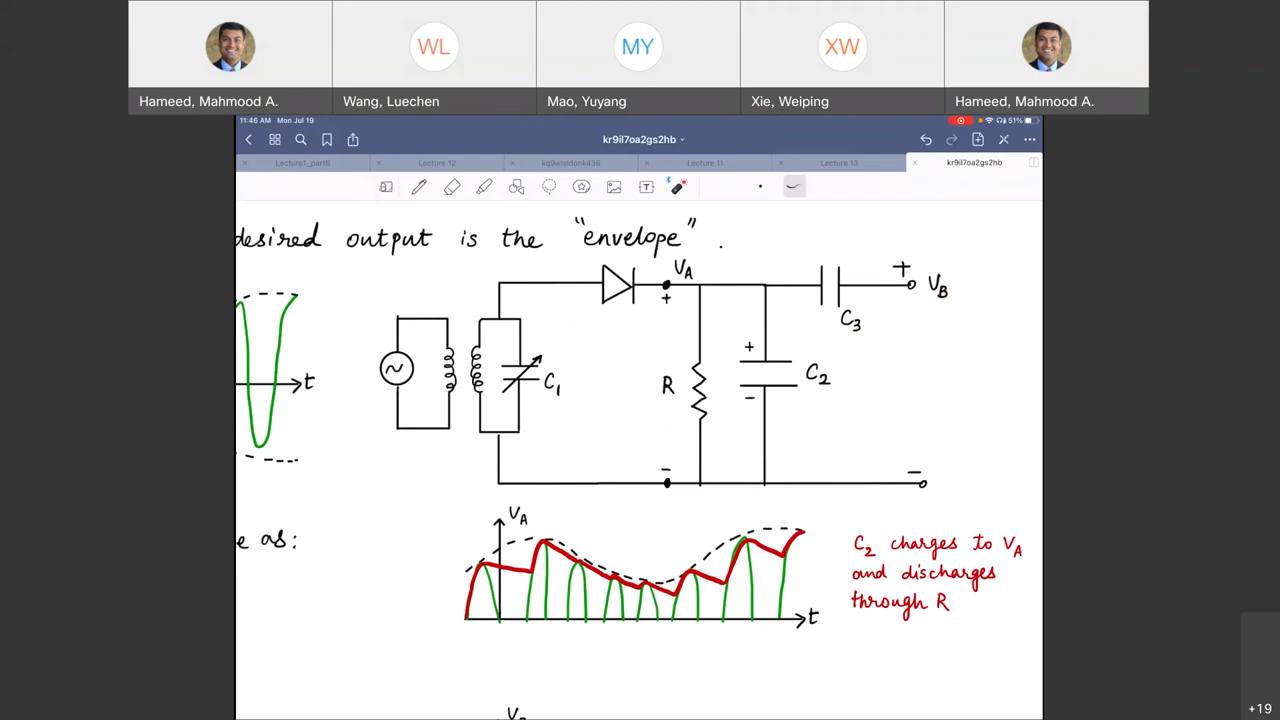 WL
MY
XW
Hameed, Mahmood A.
Wang, Luechen
Mao, Yuyang
Xie, Weiping
Hameed, Mahmood A.
11:46 AM Mon Jul 19
51%
kr9il7oa2gs2hb
Lecture1_partB
Lecture 12
Lecture 11
Lecture 13
kr9il7oa2gs2hb
T
desired output is the "envelope".
VA
+
+
VB
C3
+
C1
R
C2
-
t
-
-
VA
e as:
C2 charges to VA
and discharges
through R
t
+19